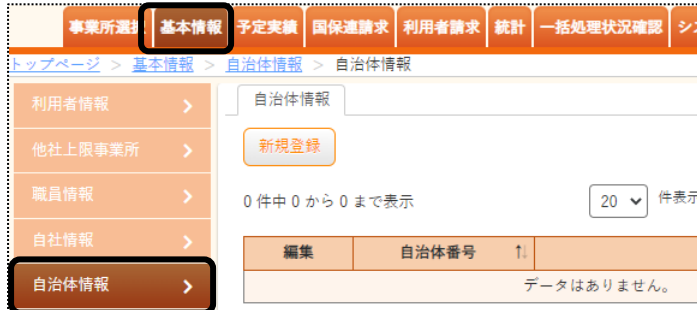 事業所選択 基本情報 予定実績 国保連請求 利用者請求 統計 一括処理状況確認
トップページ > 基本情報 > 自治体情報 > 自治体情報
利用者情報
自治体情報
他社上限事業所
新規登録
職員情報
0 件中 0 から 0 まで表示
20
件表示
自社情報
編集 自治体番号
自治体情報
データはありません。